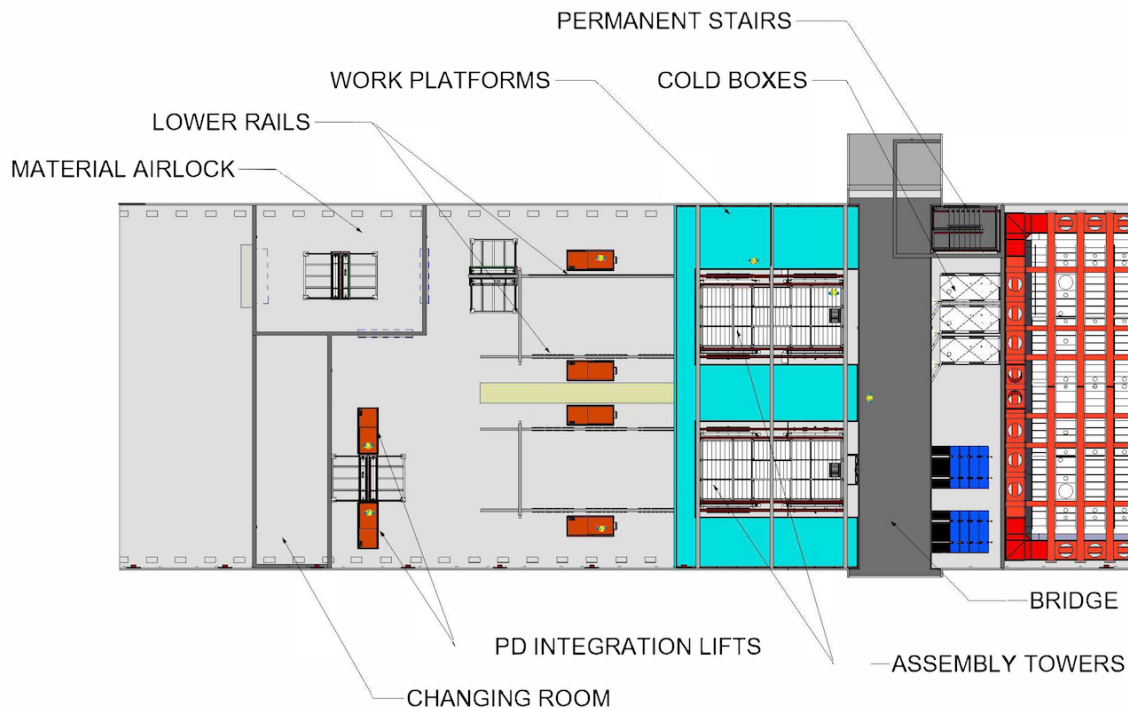 PERMANENT STAIRS
WORK PLATFORMS
COLD BOXES
LOWER RAILS
MATERIAL AIRLOCK
BRIDGE
PD INTEGRATION LIFTS
ASSEMBLY TOWERS
CHANGING ROOM